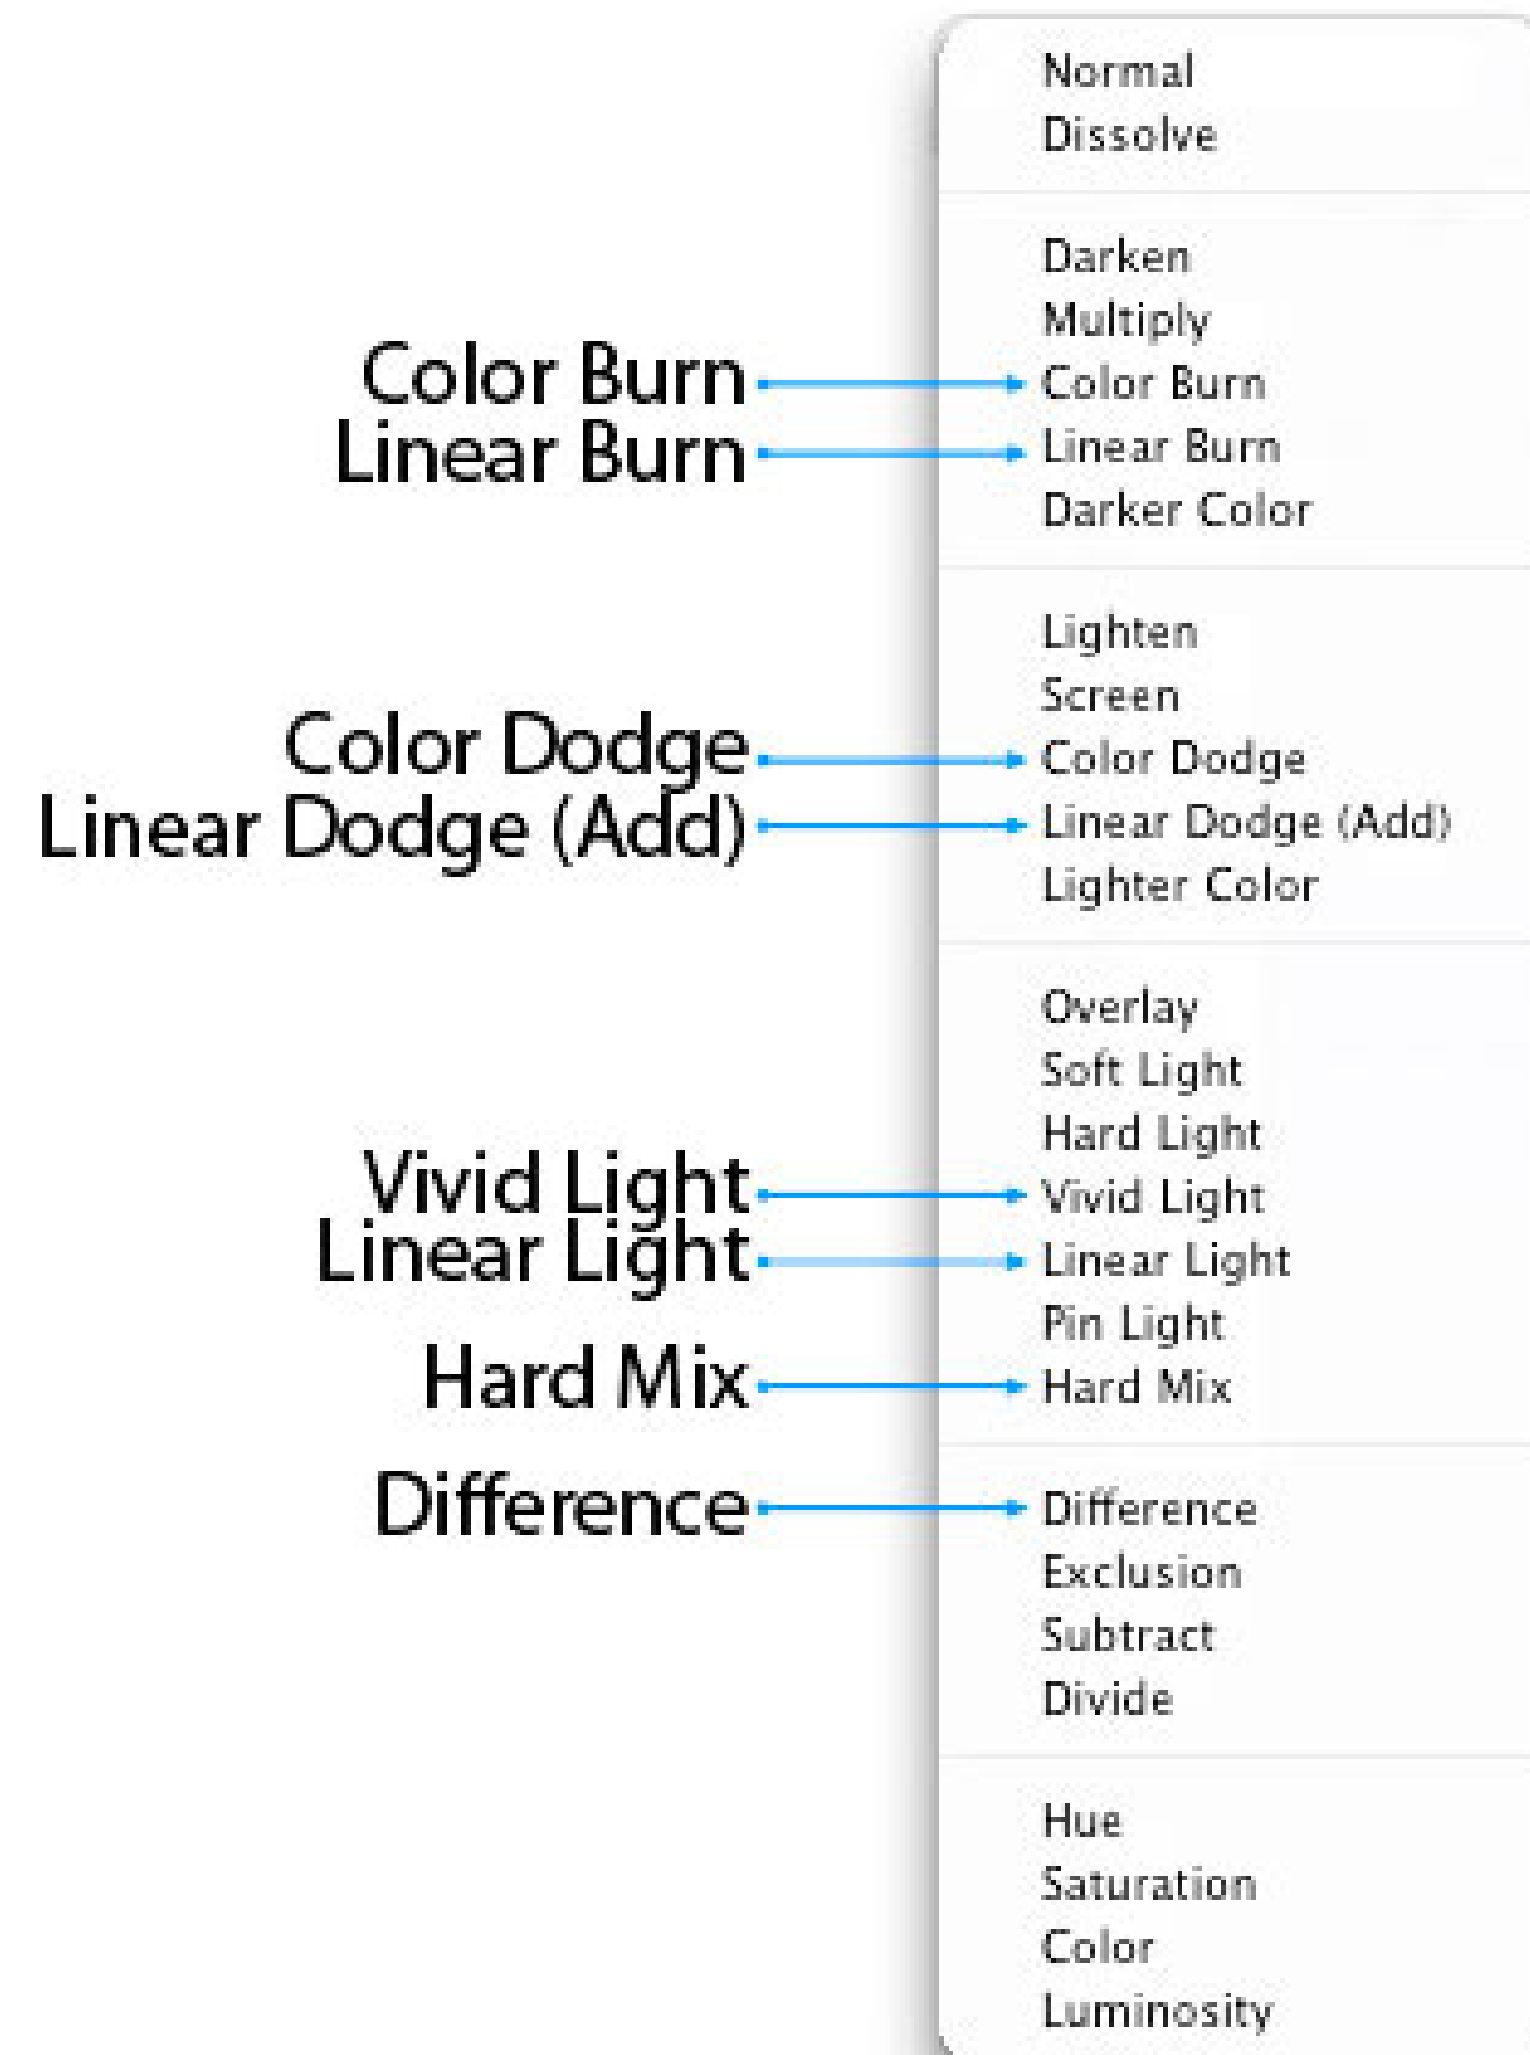 Normal
Dissolve
Darken
Multiply
Color Burn Color Burn
Linear Burn Linear Burn
Darker Color
Lighten
Screen
Color Dodge Color Dodge
Linear Dodge (Add) Linear Dodge (Add)
Lighter Color
Overlay
Soft Light
Hard Light
Vivid Light Vivid Light
Linear Light Linear Light
Pin Light
Hard Mix Hard Mix
Difference Difference
Exclusion
Subtract
Divide
Hue
Saturation
Color
Luminosity